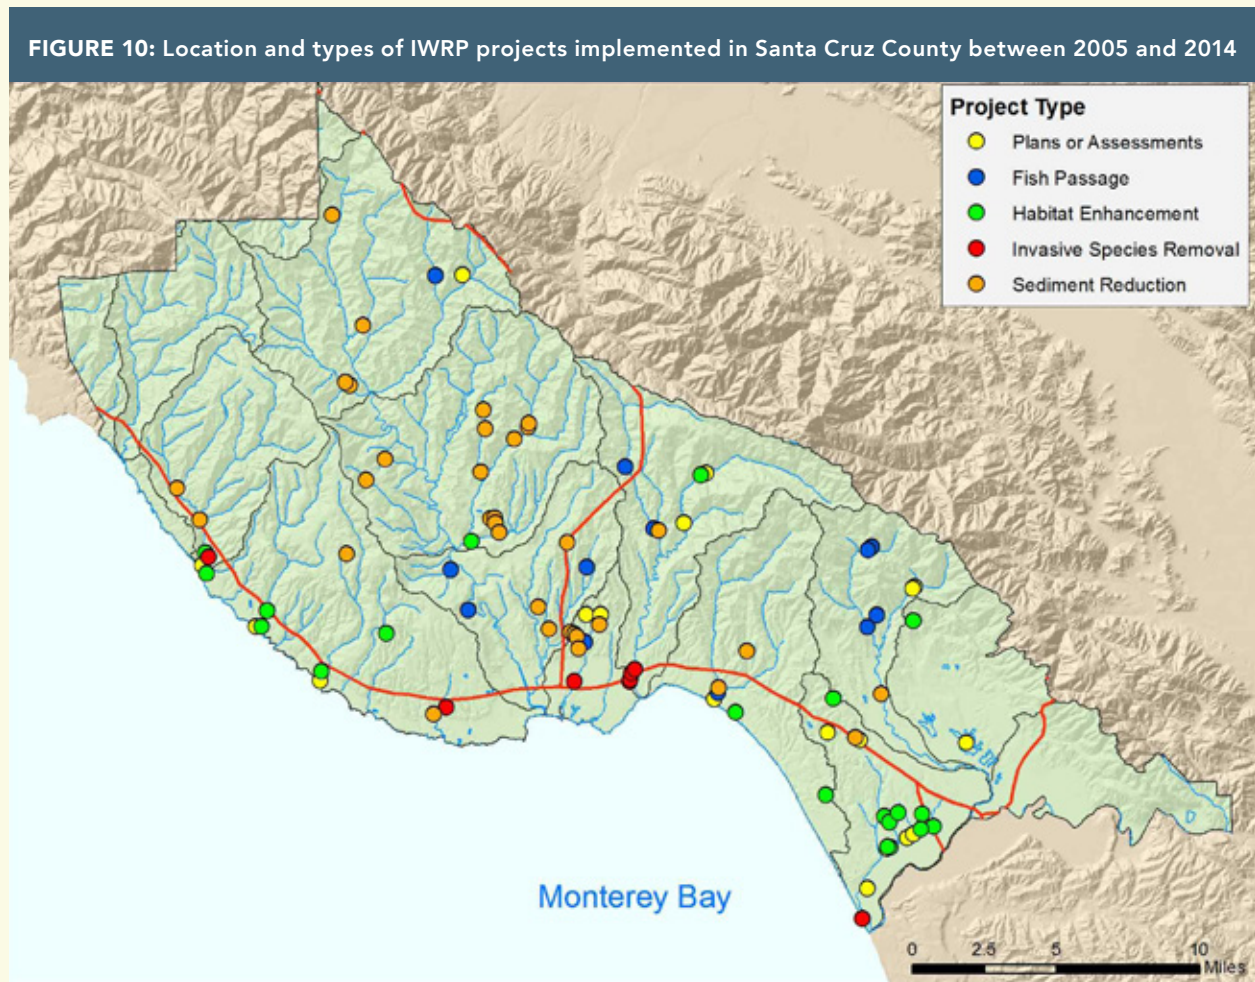 FIGURE 10: Location and types of IWRP projects implemented in Santa Cruz County between 2005 and 2014
Project Type
Plans or Assessments
Fish Passage
Habitat Enhancement
Invasive Species Removal
Sediment Reduction
Monterey Bay
0 2.5 5 10
Miles